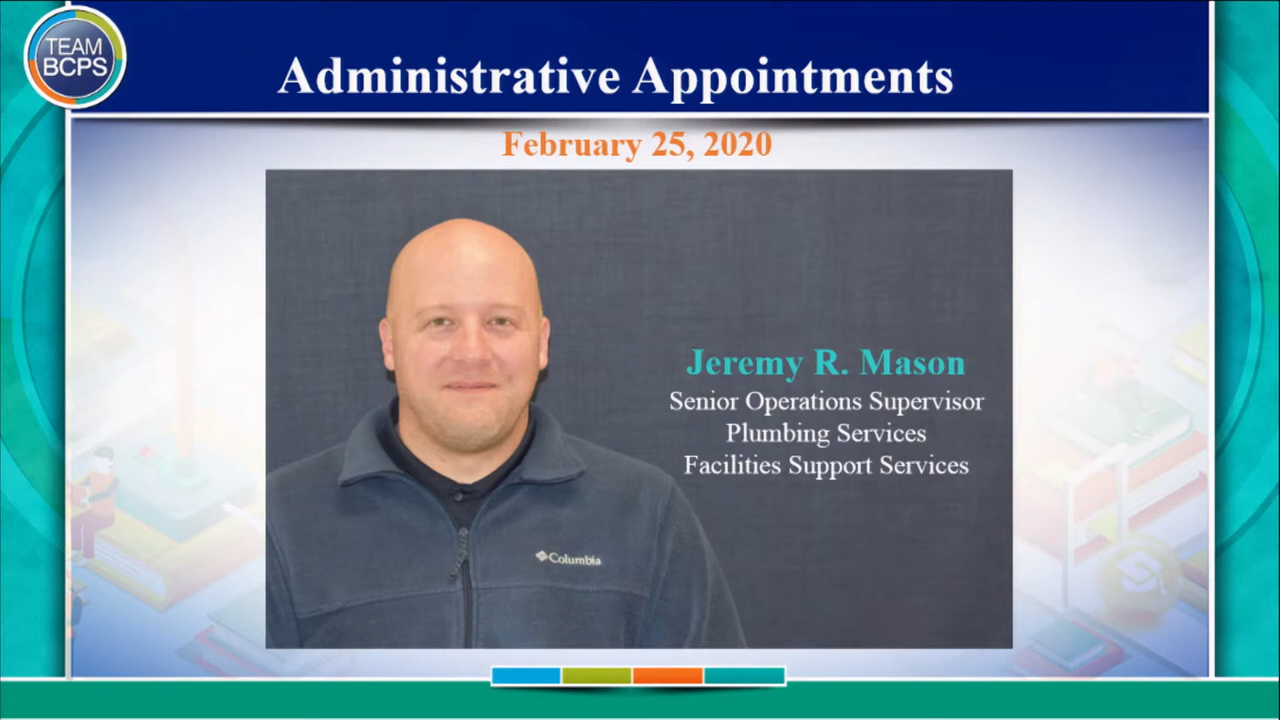 TEAM
BCPS
Administrative Appointments
February 25, 2020
Jeremy R. Mason
Senior Operations Supervisor
Plumbing Services
Facilities Support Services
Columbia